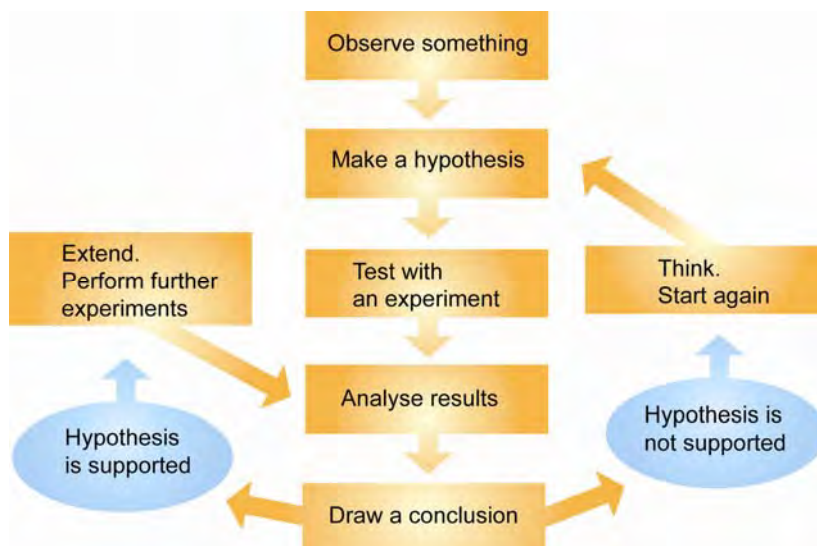 Observe something
Make a hypothesis
Extend.
Perform further
experiments
Test with
an experiment
Think.
Start again
Analyse results
Hypothesis
is supported
Hypothesis is
not supported
Draw a conclusion